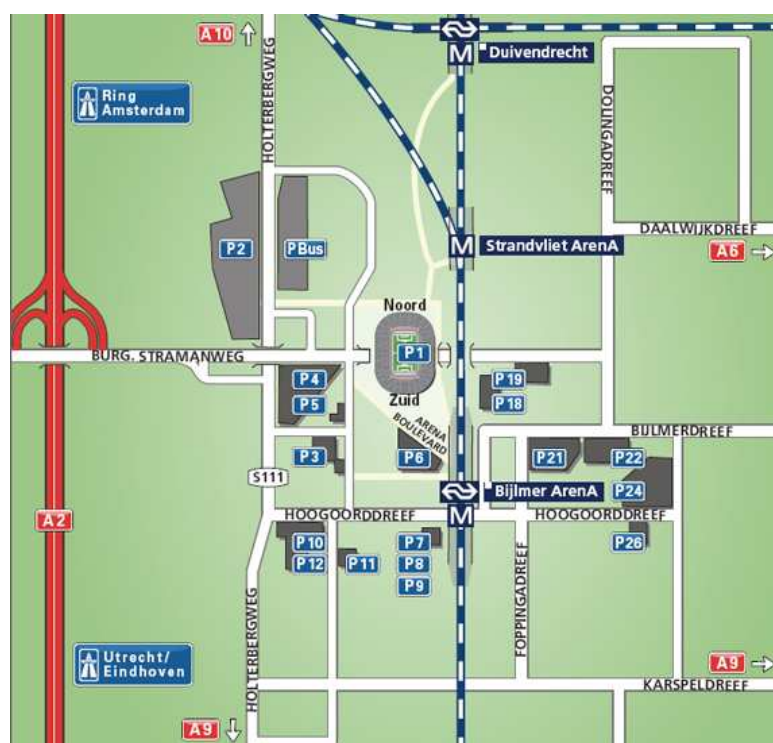 A10
M
Duivendrecht
Ring
Amsterdam
HOLTERBERGWEG
DOLINGADREEF
P2
PBus
M
Strandvliet ArenA
DAALWIJKDREEF
A6
Noord
P1
BURG. STRAMANWEG
P4
P19
P5
Zuid
P18
ARENA
BOULEVARD
BIJLMERDREEF
P3
P6
P21
P22
S111
Bijlmer ArenA
P24
A2
HOOGOORDDREEF
M
HOOGOORDDREEF
P10
P7
P26
P12
P11
P8
P9
FOPPINGADREEF
Utrecht/
Eindhoven
HOLTERBERGWEG
A9
KARSPELDREEF
A9